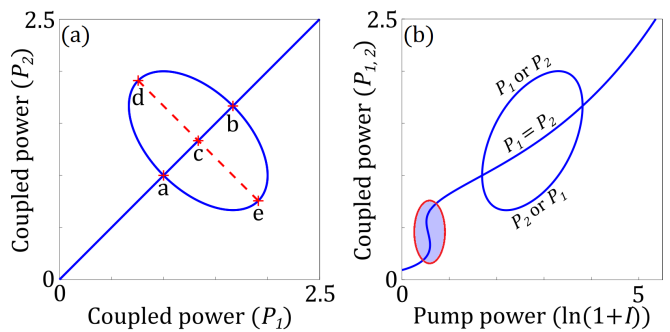 2.5
(a)
Coupled power (P₂)
d
b
c
a
e
0
0
Coupled power (P₁)
2.5
2.5
(b)
Coupled power (P₁,₂)
P₁ or P₂
P₁ = P₂
P₂ or P₁
0
0
Pump power (ln(1+I))
5